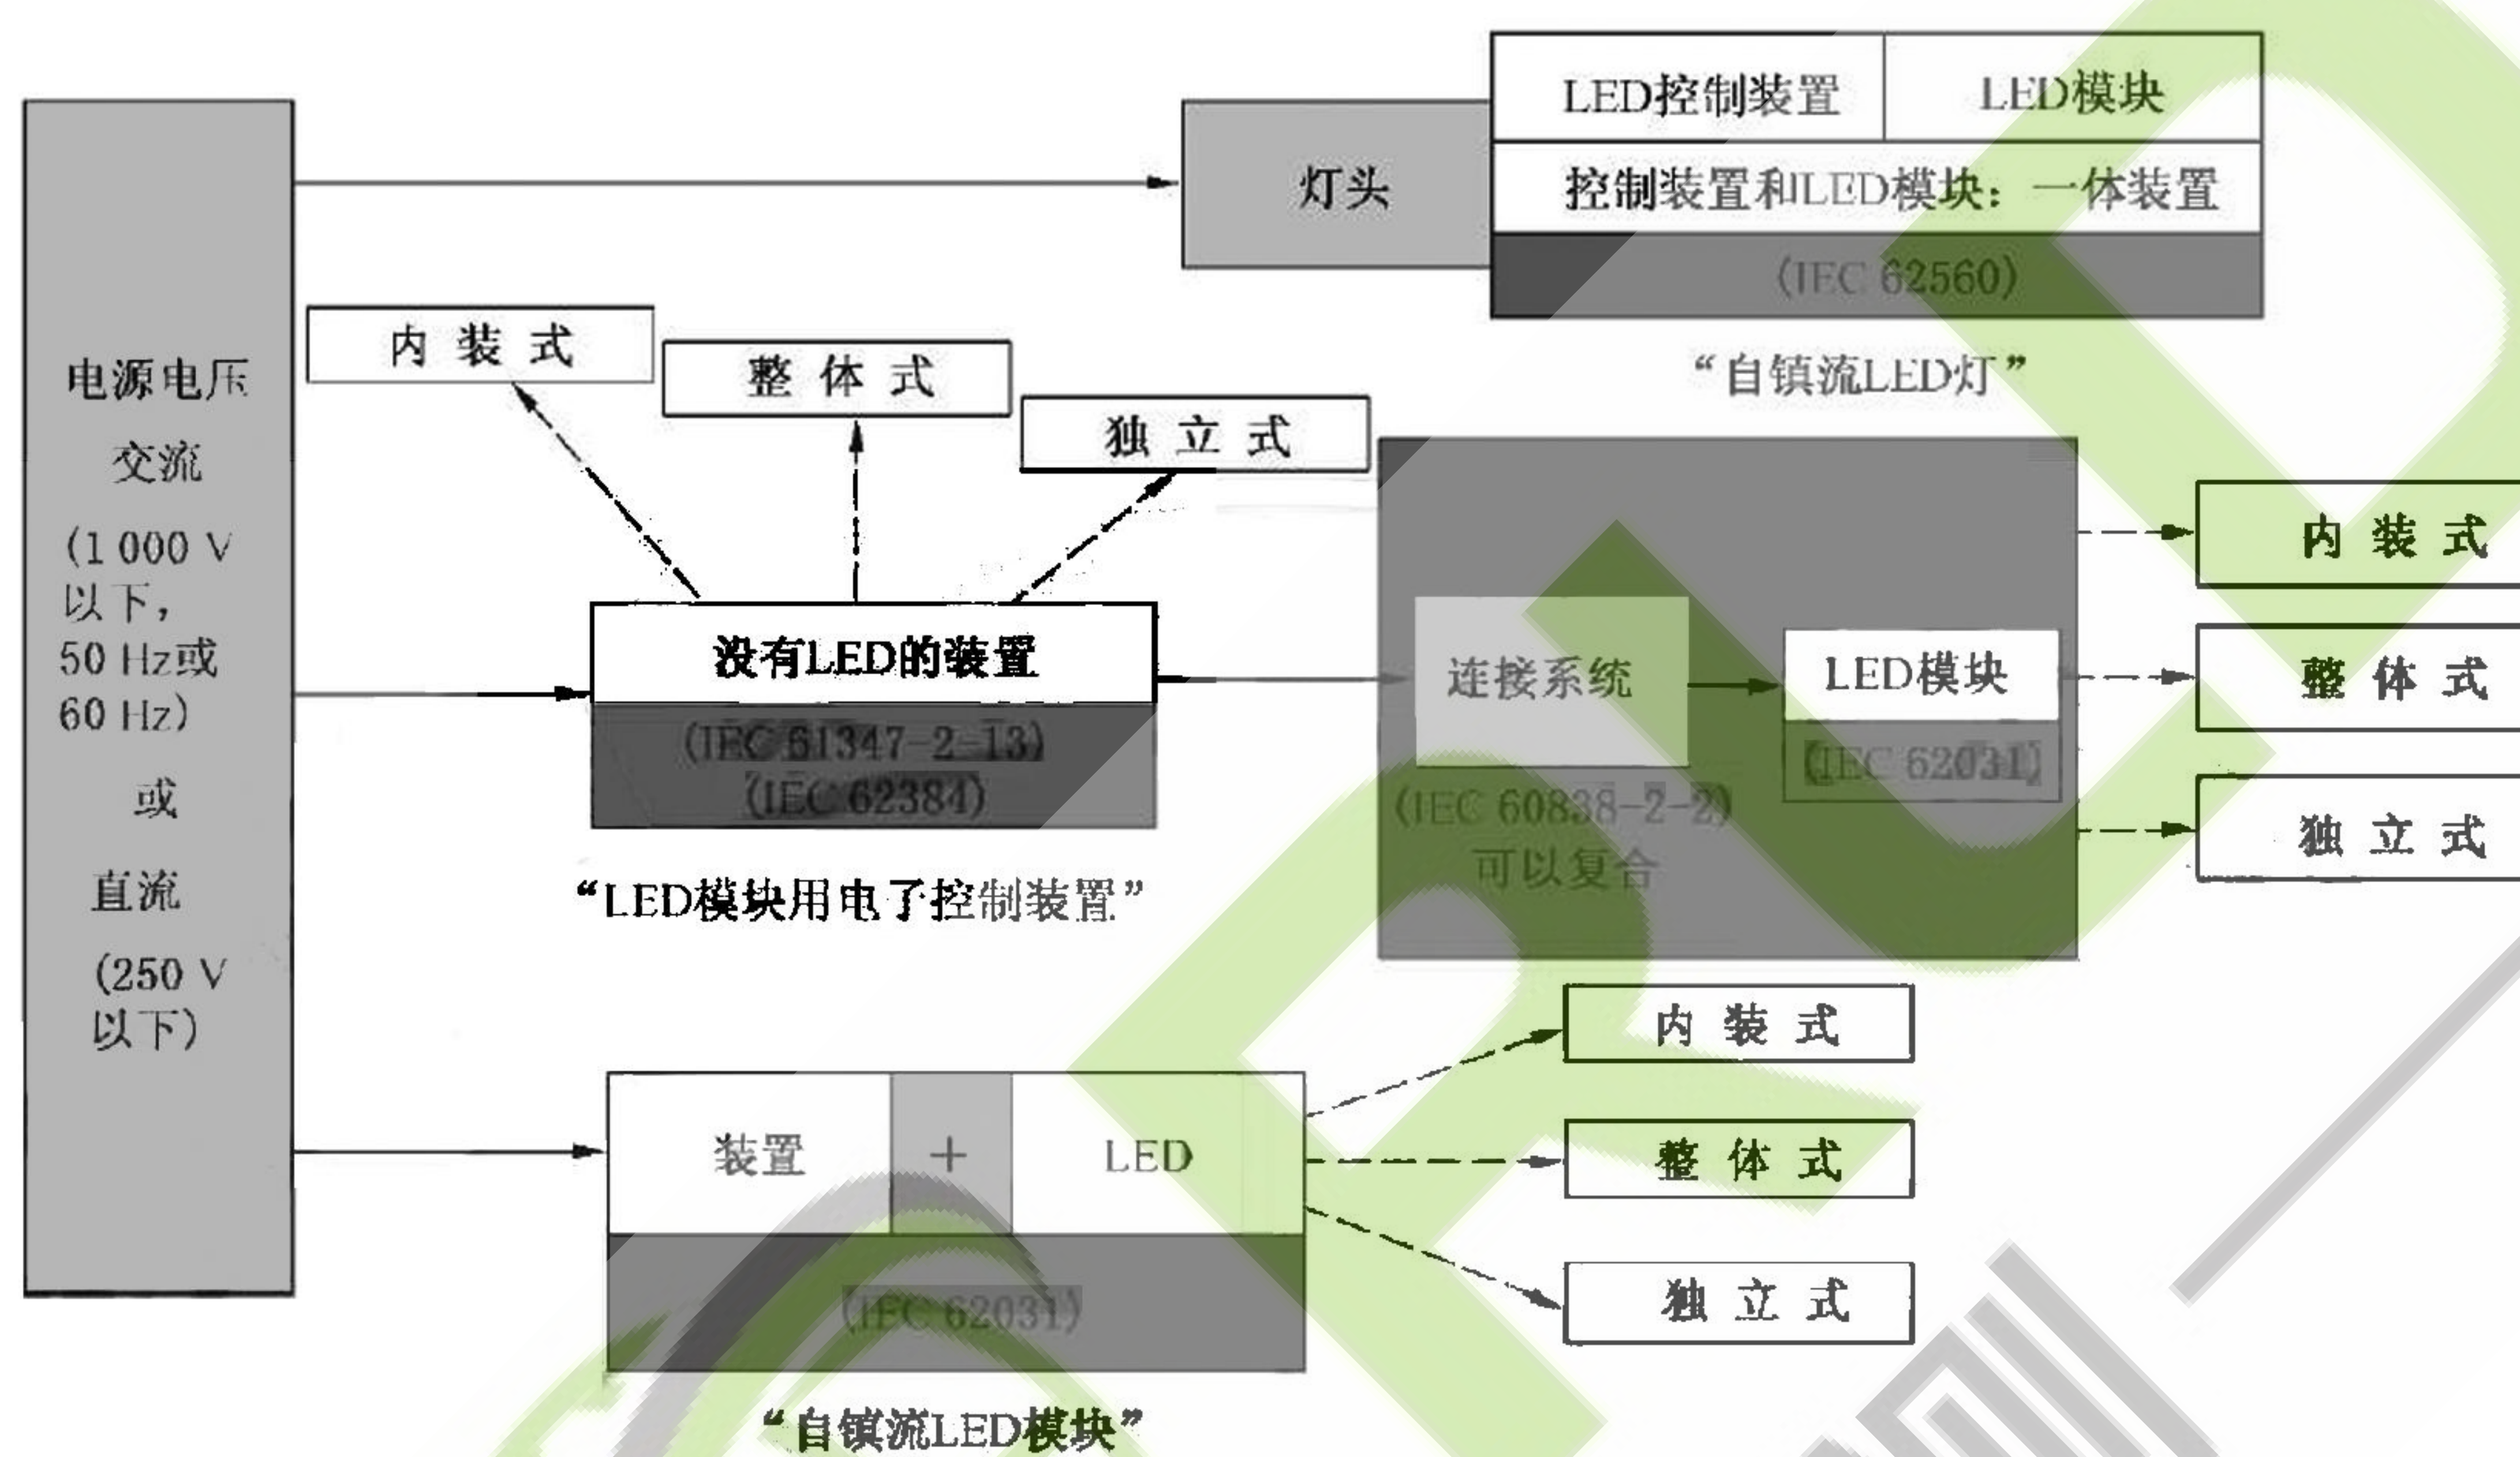 电源电压
交流
(1 000 V
以下,
50 Hz或
60 Hz)
或
直流
(250 V
以下)
灯头
LED控制装置
LED模块
控制装置和LED模块: 一体装置
(IEC 62560)
“自镇流LED灯”
内 装 式
整 体 式
独 立 式
没有LED的装置
(IEC 61347-2-13)
(IEC 62384)
“LED模块用电子控制装置”
连接系统
(IEC 60838-2-2)
可以复合
LED模块
(IEC 62031)
内 装 式
整 体 式
独 立 式
装置
+
LED
(IEC 62031)
“自镇流LED模块”
内 装 式
整 体 式
独 立 式